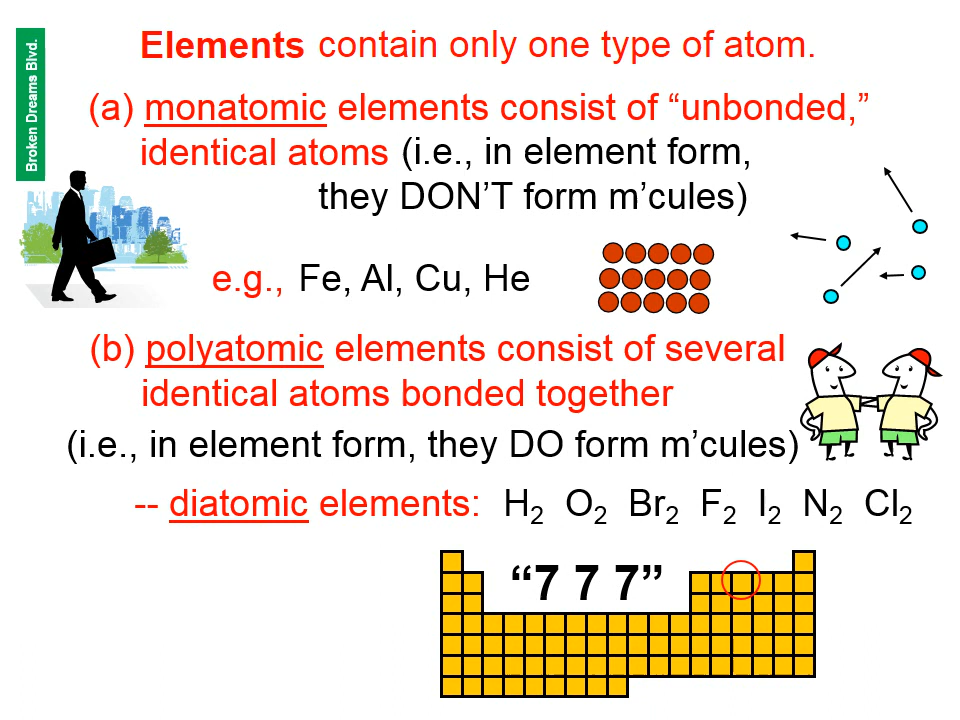 Broken Dreams Blvd.
Elements contain only one type of atom.
(a) monatomic elements consist of “unbonded,”
identical atoms (i.e., in element form,
they DON’T form m’cules)
e.g., Fe, Al, Cu, He
(b) polyatomic elements consist of several
identical atoms bonded together
(i.e., in element form, they DO form m’cules)
-- diatomic elements: H₂ O₂ Br₂ F₂ I₂ N₂ Cl₂
“7 7 7”